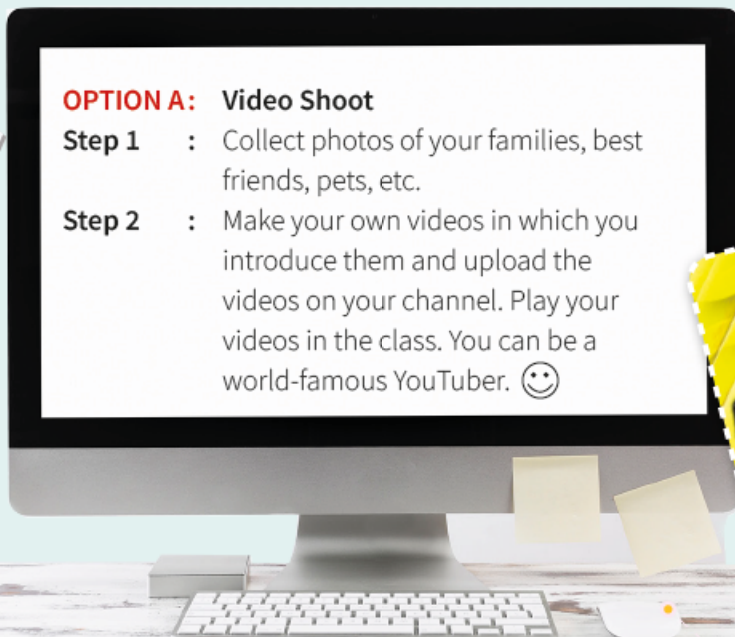 OPTION A: Video Shoot
Step 1 : Collect photos of your families, best
friends, pets, etc.
Step 2 : Make your own videos in which you
introduce them and upload the
videos on your channel. Play your
videos in the class. You can be a
world-famous YouTuber.